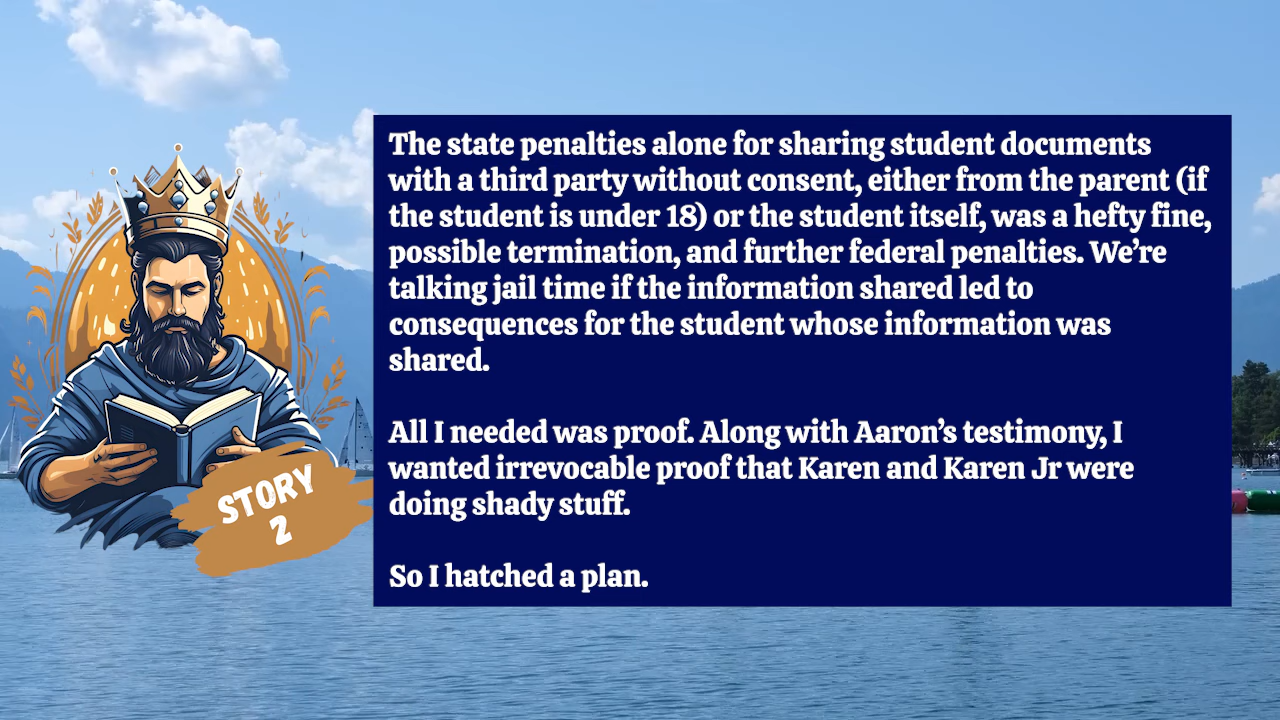 The state penalties alone for sharing student documents
with a third party without consent, either from the parent (if
the student is under 18) or the student itself, was a hefty fine,
possible termination, and further federal penalties. We’re
talking jail time if the information shared led to
consequences for the student whose information was
shared.
All I needed was proof. Along with Aaron’s testimony, I
wanted irrevocable proof that Karen and Karen Jr were
doing shady stuff.
So I hatched a plan.
STORY
2